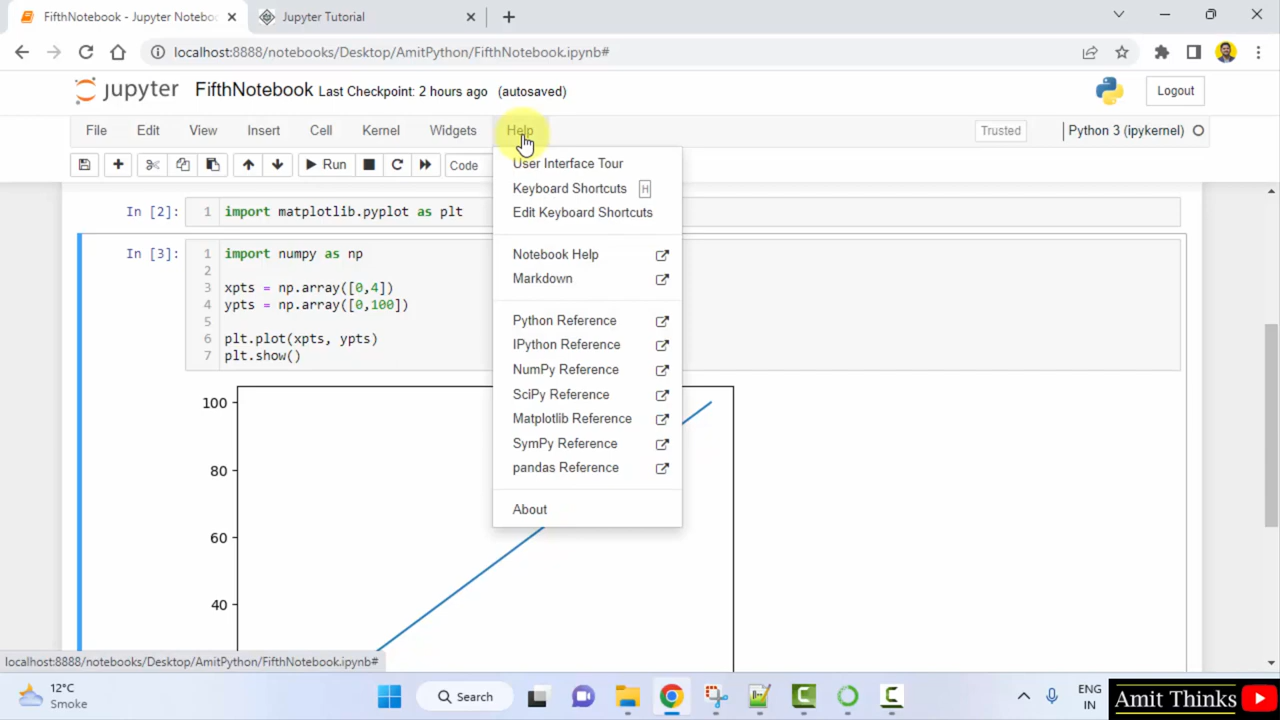 FifthNotebook - Jupyter Notebo
Jupyter Tutorial
localhost:8888/notebooks/Desktop/AmitPython/FifthNotebook.ipynb#
jupyter FifthNotebook Last Checkpoint: 2 hours ago (autosaved)
Logout
File Edit View Insert Cell Kernel Widgets Help
Trusted
Python 3 (ipykernel)
Run
Code
User Interface Tour
Keyboard Shortcuts H
Edit Keyboard Shortcuts
Notebook Help
Markdown
Python Reference
IPython Reference
NumPy Reference
SciPy Reference
Matplotlib Reference
SymPy Reference
pandas Reference
About
In [2]:
1 import matplotlib.pyplot as plt
In [3]:
1 import numpy as np
2
3 xpts = np.array([0,4])
4 ypts = np.array([0,100])
5
6 plt.plot(xpts, ypts)
7 plt.show()
100
80
60
40
localhost:8888/notebooks/Desktop/AmitPython/FifthNotebook.ipynb#
12°C
Smoke
Search
ENG
IN
Amit Thinks